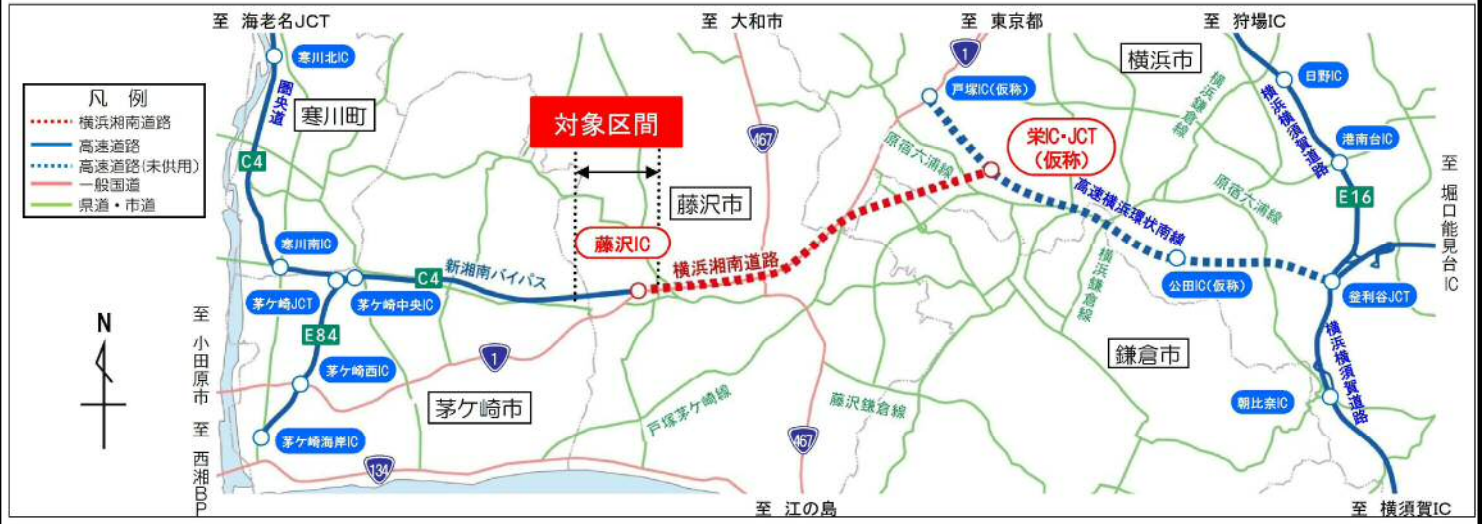 至 海老名JCT
至 大和市
至 東京都
至 狩場IC
寒川北IC
圏央道
寒川町
C4
凡 例
横浜湘南道路
高速道路
高速道路(未供用)
一般国道
県道・市道
対象区間
467
1
戸塚IC(仮称)
横浜市
横浜鎌倉線
日野IC
横浜横須賀道路
港南台IC
栄IC・JCT
(仮称)
原宿六浦線
高速横浜環状南線
原宿六浦線
E16
至 堀口能見台IC
藤沢市
藤沢IC
横浜湘南道路
寒川南IC
新湘南バイパス
C4
茅ケ崎JCT
茅ケ崎中央IC
横浜鎌倉線
公田IC(仮称)
釜利谷JCT
至 小田原市
N
E84
1
茅ケ崎西IC
茅ケ崎市
鎌倉市
横浜横須賀道路
朝比奈IC
戸塚茅ケ崎線
藤沢鎌倉線
茅ケ崎海岸IC
467
134
至 西湘BP
至 江の島
至 横須賀IC